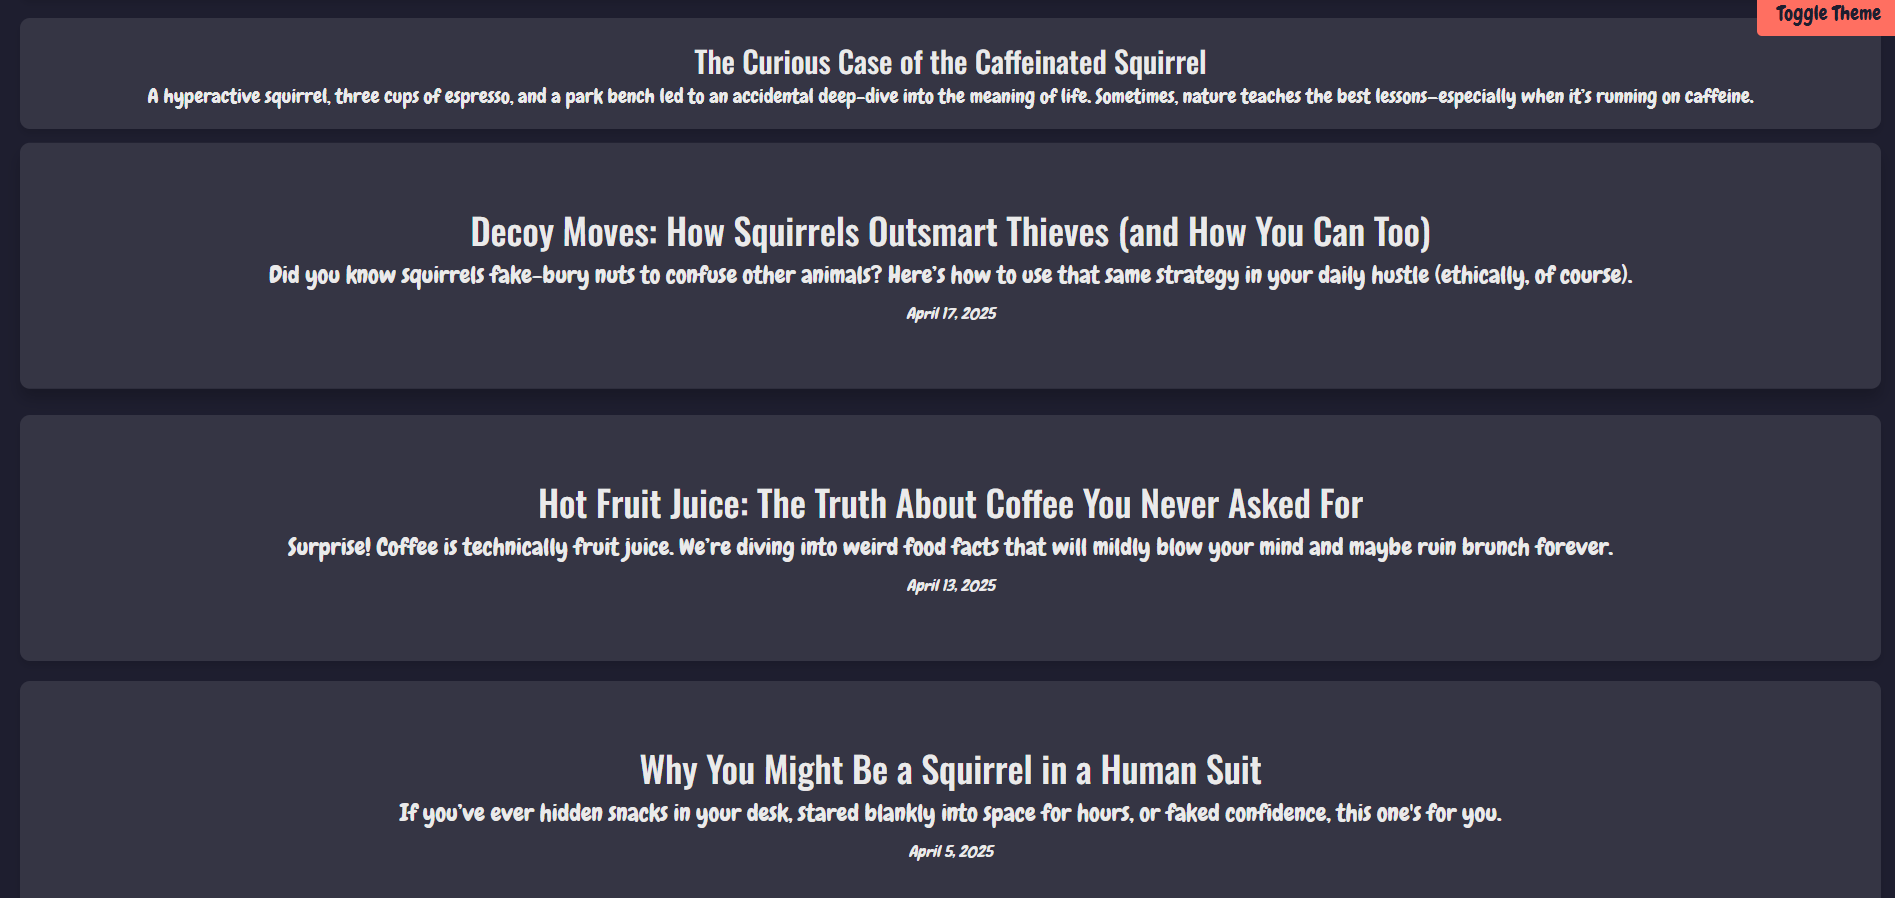 Toggle Theme
The Curious Case of the Caffeinated Squirrel
A hyperactive squirrel, three cups of espresso, and a park bench led to an accidental deep-dive into the meaning of life. Sometimes, nature teaches the best lessons—especially when it’s running on caffeine.
Decoy Moves: How Squirrels Outsmart Thieves (and How You Can Too)
Did you know squirrels fake-bury nuts to confuse other animals? Here’s how to use that same strategy in your daily hustle (ethically, of course).
April 17, 2025
Hot Fruit Juice: The Truth About Coffee You Never Asked For
Surprise! Coffee is technically fruit juice. We’re diving into weird food facts that will mildly blow your mind and maybe ruin brunch forever.
April 13, 2025
Why You Might Be a Squirrel in a Human Suit
If you’ve ever hidden snacks in your desk, stared blankly into space for hours, or faked confidence, this one's for you.
April 5, 2025